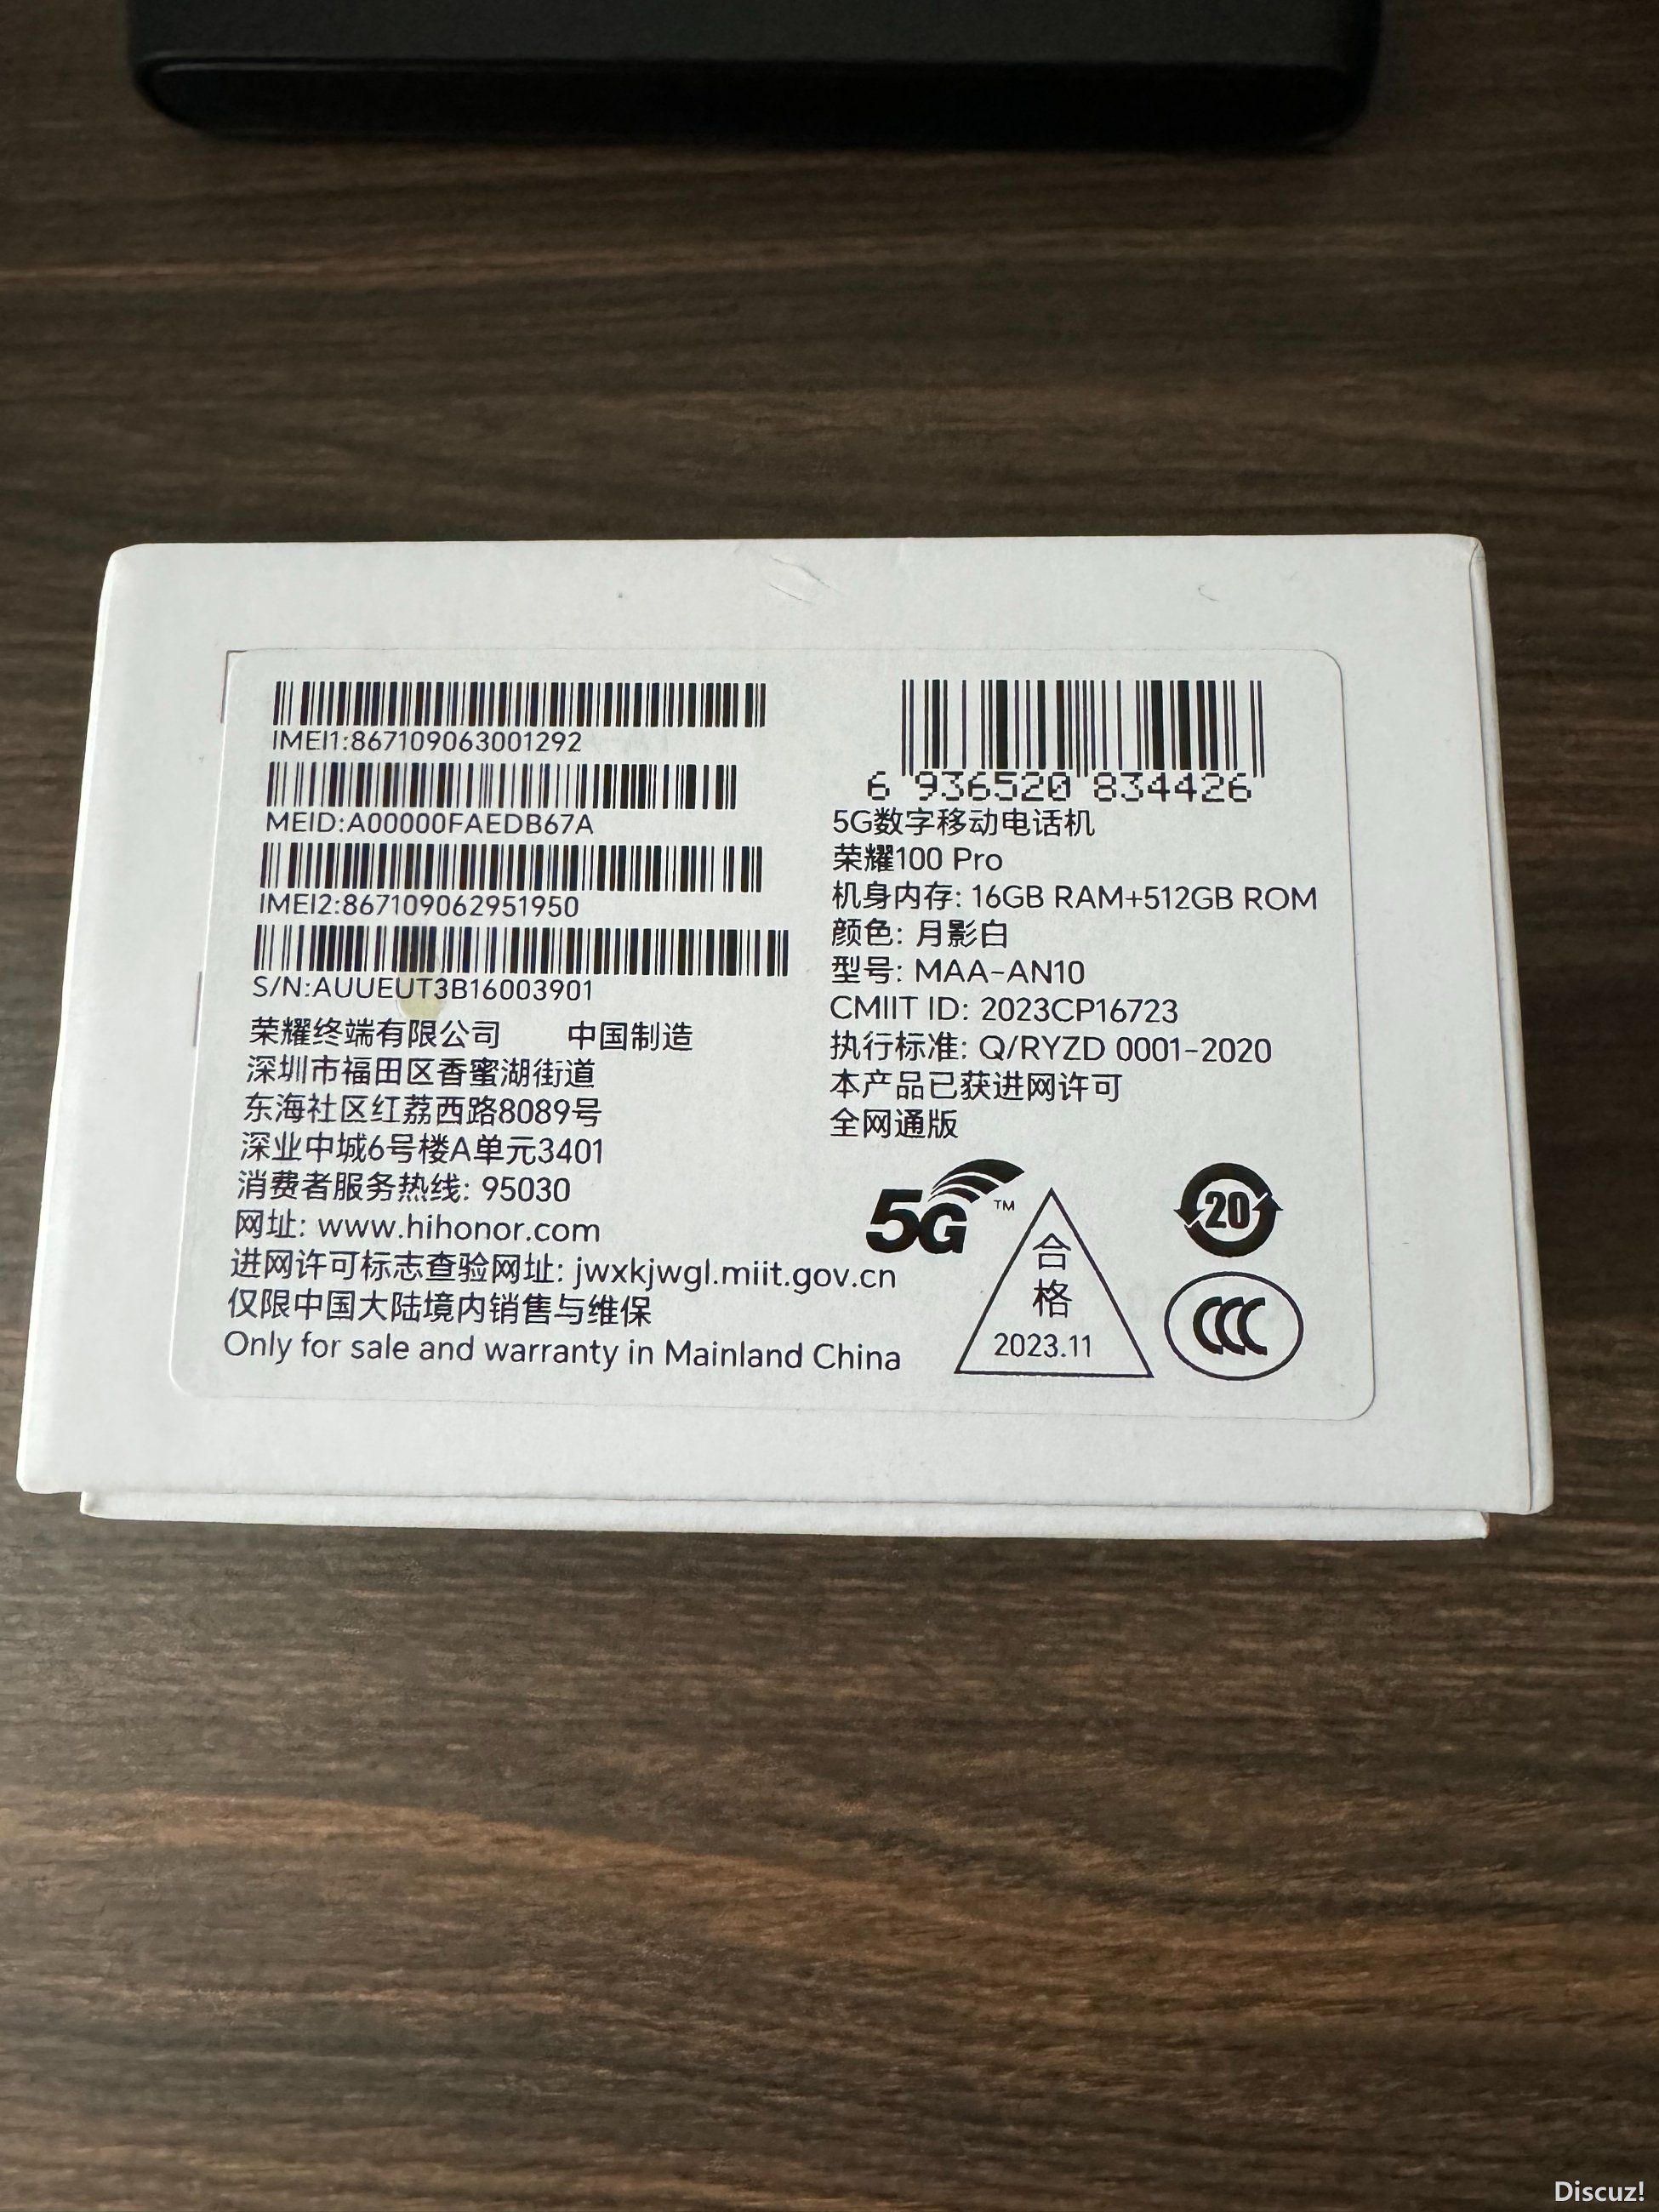 IMEI1:867109063001292
MEID:A00000FAEDB67A
IMEI2:867109062951950
S/N:AUUEUT3B16003901
荣耀终端有限公司 中国制造
深圳市福田区香蜜湖街道
东海社区红荔西路8089号
深业中城6号楼A单元3401
消费者服务热线: 95030
网址: www.hihonor.com
进网许可标志查验网址: jwxkjwgl.miit.gov.cn
仅限中国大陆境内销售与维保
Only for sale and warranty in Mainland China
6 936520 834426
5G数字移动电话机
荣耀100 Pro
机身内存: 16GB RAM+512GB ROM
颜色: 月影白
型号: MAA-AN10
CMIIT ID: 2023CP16723
执行标准: Q/RYZD 0001-2020
本产品已获进网许可
全网通版
5G™
合
格
2023.11
20
CCC
Discuz!